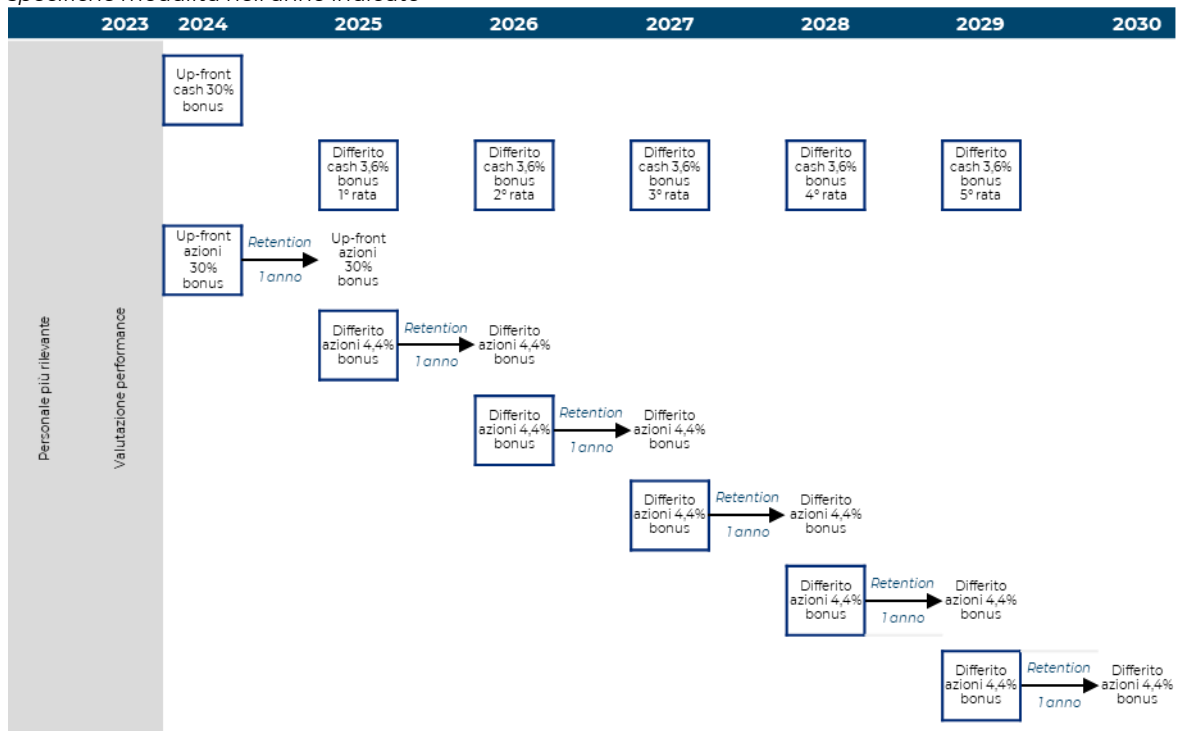 specifiche modalità nell'anno indicato
2023 2024 2025 2026 2027 2028 2029 2030
Personale più rilevante
Valutazione performance
Up-front
cash 30%
bonus
Differito
cash 3,6%
bonus
1° rata
Differito
cash 3,6%
bonus
2° rata
Differito
cash 3,6%
bonus
3° rata
Differito
cash 3,6%
bonus
4° rata
Differito
cash 3,6%
bonus
5° rata
Up-front
azioni
30%
bonus
Retention
1 anno
Up-front
azioni
30%
bonus
Differito
azioni 4,4%
bonus
Retention
1 anno
Differito
azioni 4,4%
bonus
Differito
azioni 4,4%
bonus
Retention
1 anno
Differito
azioni 4,4%
bonus
Differito
azioni 4,4%
bonus
Retention
1 anno
Differito
azioni 4,4%
bonus
Differito
azioni 4,4%
bonus
Retention
1 anno
Differito
azioni 4,4%
bonus
Differito
azioni 4,4%
bonus
Retention
1 anno
Differito
azioni 4,4%
bonus